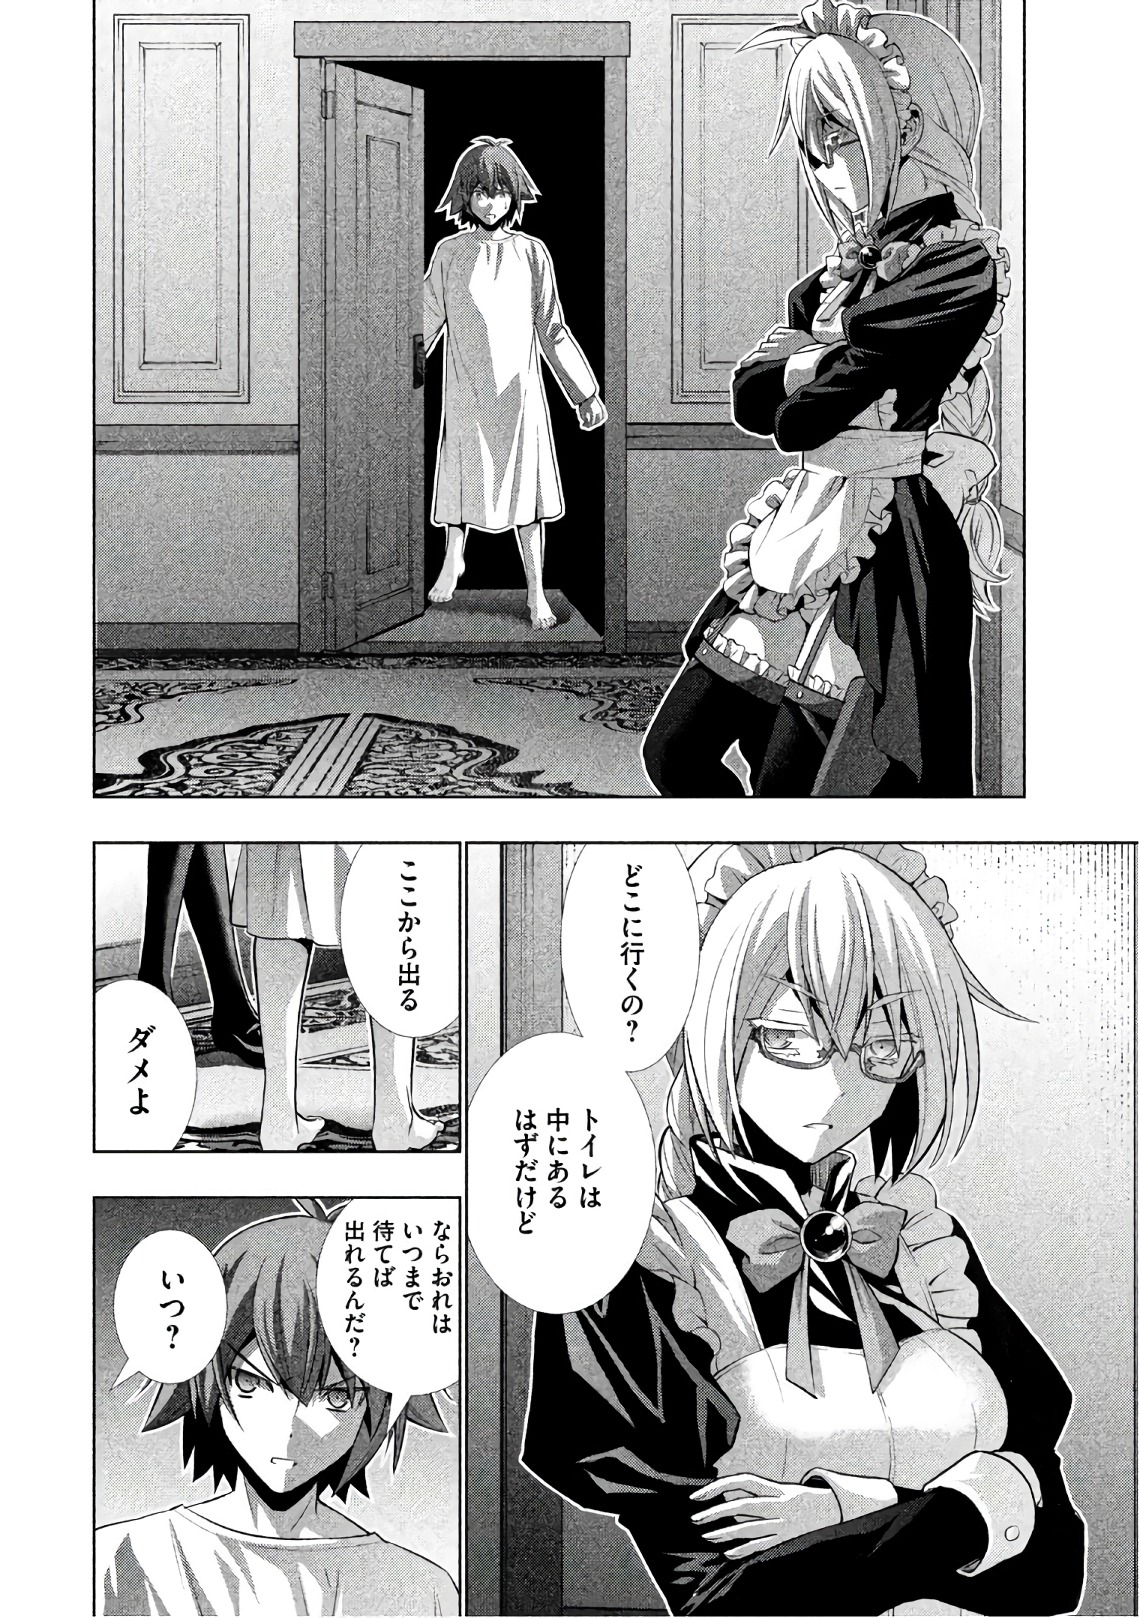 どこに行くの？
トイレは
中にある
はずだけど
ここから出る
ダメよ
ならおれは
いつまで
待てば
出れるんだ？
いつ？